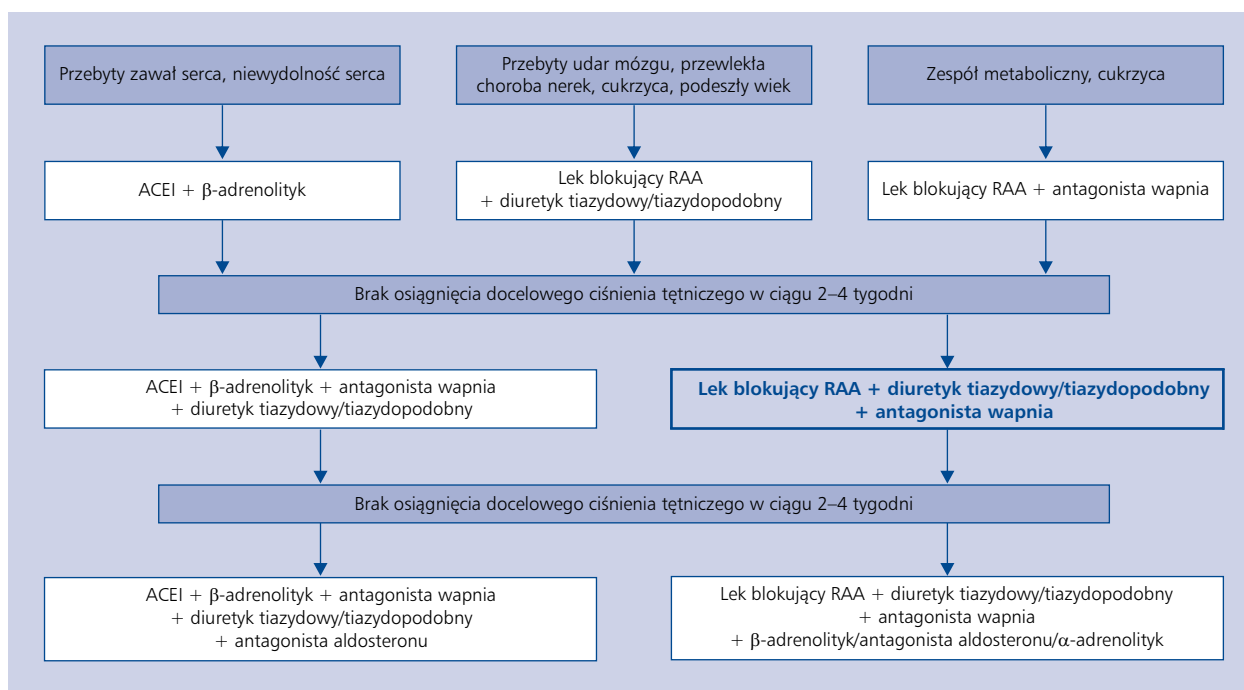 Przebyty zawał serca, niewydolność serca
Przebyty udar mózgu, przewlekła
choroba nerek, cukrzyca, podeszły wiek
Zespół metaboliczny, cukrzyca
ACEI + β-adrenolityk
Lek blokujący RAA
+ diuretyk tiazydowy/tiazydopodobny
Lek blokujący RAA + antagonista wapnia
Brak osiągnięcia docelowego ciśnienia tętniczego w ciągu 2–4 tygodni
ACEI + β-adrenolityk + antagonista wapnia
+ diuretyk tiazydowy/tiazydopodobny
Lek blokujący RAA + diuretyk tiazydowy/tiazydopodobny
+ antagonista wapnia
Brak osiągnięcia docelowego ciśnienia tętniczego w ciągu 2–4 tygodni
ACEI + β-adrenolityk + antagonista wapnia
+ diuretyk tiazydowy/tiazydopodobny
+ antagonista aldosteronu
Lek blokujący RAA + diuretyk tiazydowy/tiazydopodobny
+ antagonista wapnia
+ β-adrenolityk/antagonista aldosteronu/α-adrenolityk